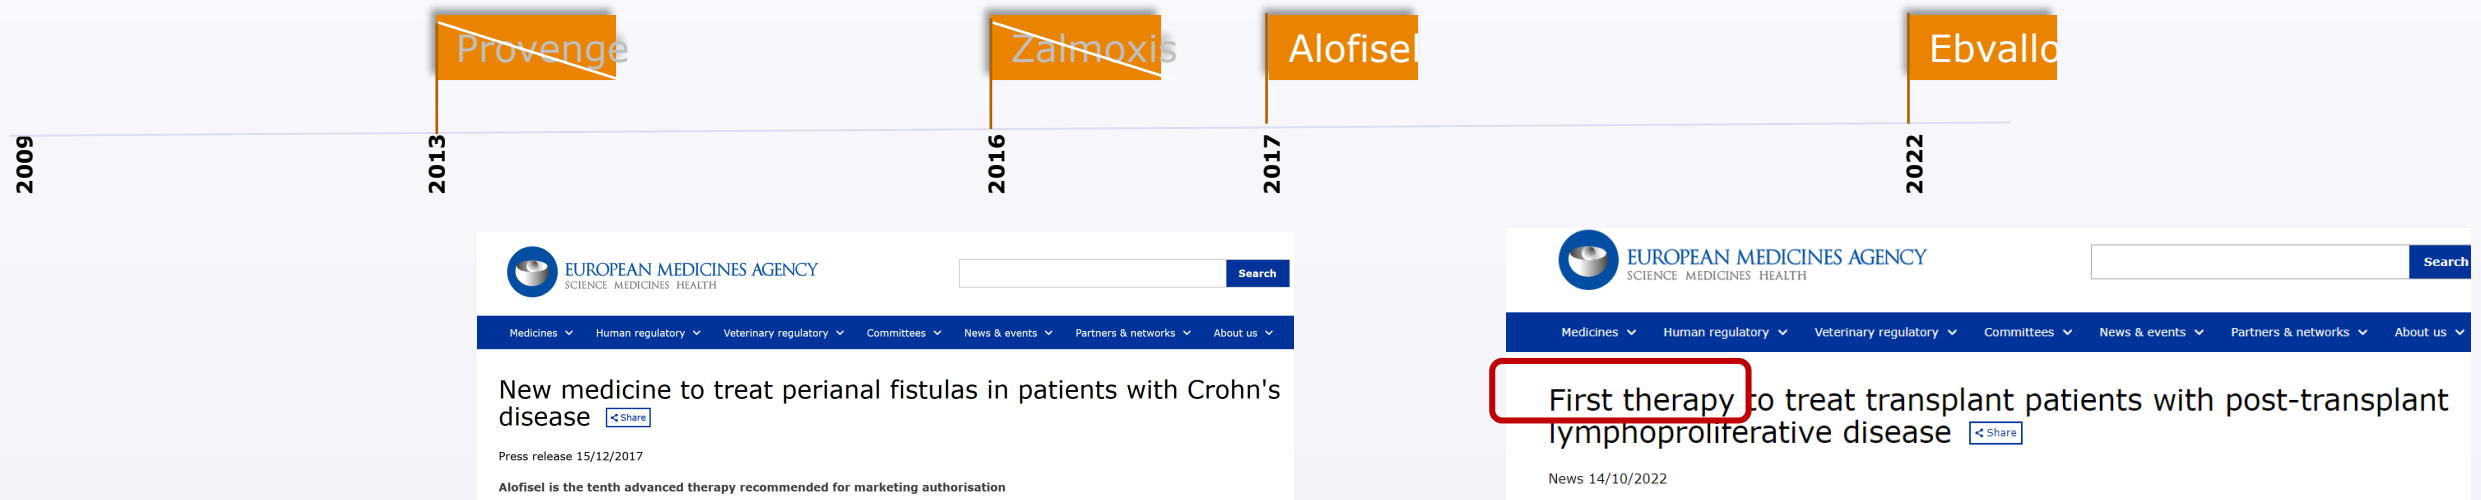 Provenge
Zalmoxis
Alofisel
Ebvallo
2009
2013
2016
2017
2022
EUROPEAN MEDICINES AGENCY
SCIENCE MEDICINES HEALTH
Search
Medicines Human regulatory Veterinary regulatory Committees News & events Partners & networks About us
New medicine to treat perianal fistulas in patients with Crohn's
disease Share
Press release 15/12/2017
Alofisel is the tenth advanced therapy recommended for marketing authorisation
EUROPEAN MEDICINES AGENCY
SCIENCE MEDICINES HEALTH
Search
Medicines Human regulatory Veterinary regulatory Committees News & events Partners & networks About us
First therapy to treat transplant patients with post-transplant
lymphoproliferative disease Share
News 14/10/2022